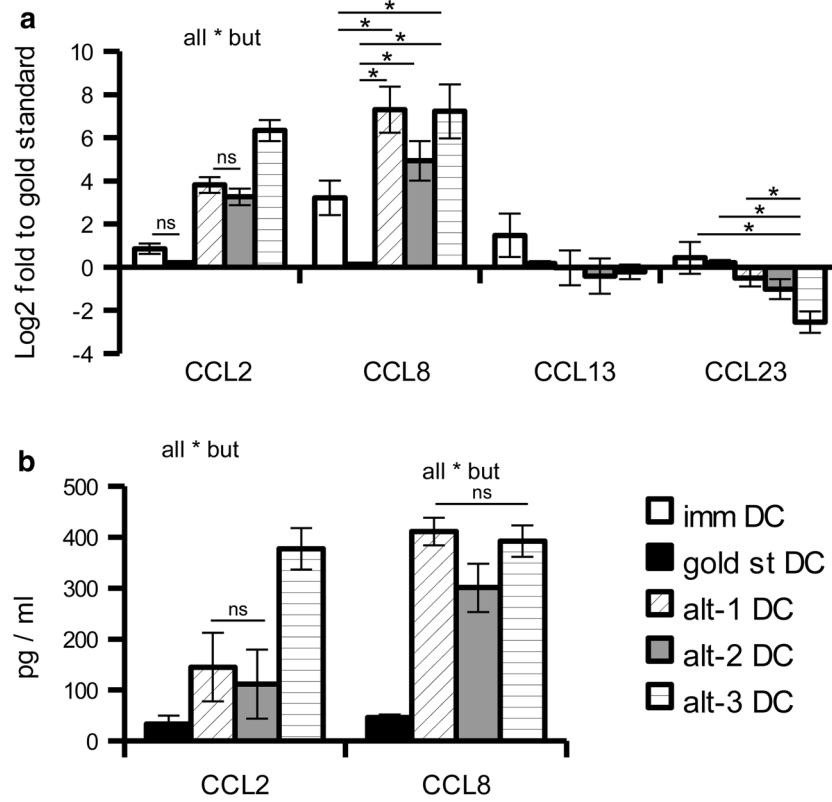 a
all * but
*
*
*
*
*
Log2 fold to gold standard
10
8
6
4
2
0
-2
-4
ns
ns
*
*
*
CCL2 CCL8 CCL13 CCL23
b
all * but
all * but
ns
ns
pg / ml
500
400
300
200
100
0
CCL2 CCL8
imm DC
gold st DC
alt-1 DC
alt-2 DC
alt-3 DC